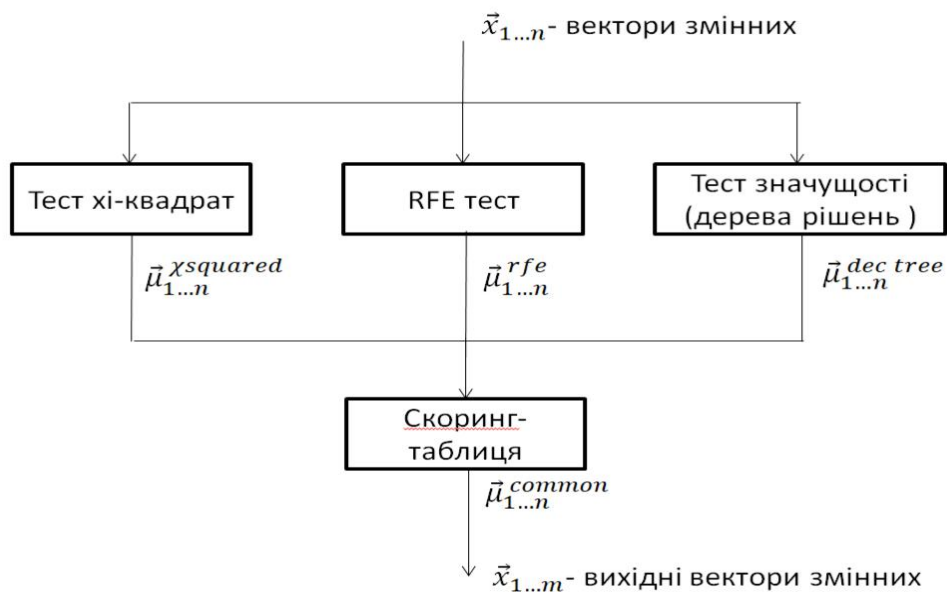 x⃗₁…ₙ- вектори змінних
Тест хі-квадрат
RFE тест
Тест значущості
(дерева рішень )
μ⃗₁…ₙ^χsquared
μ⃗₁…ₙ^rfe
μ⃗₁…ₙ^dec tree
Скоринг-
таблиця
μ⃗₁…ₙ^common
x⃗₁…ₘ- вихідні вектори змінних